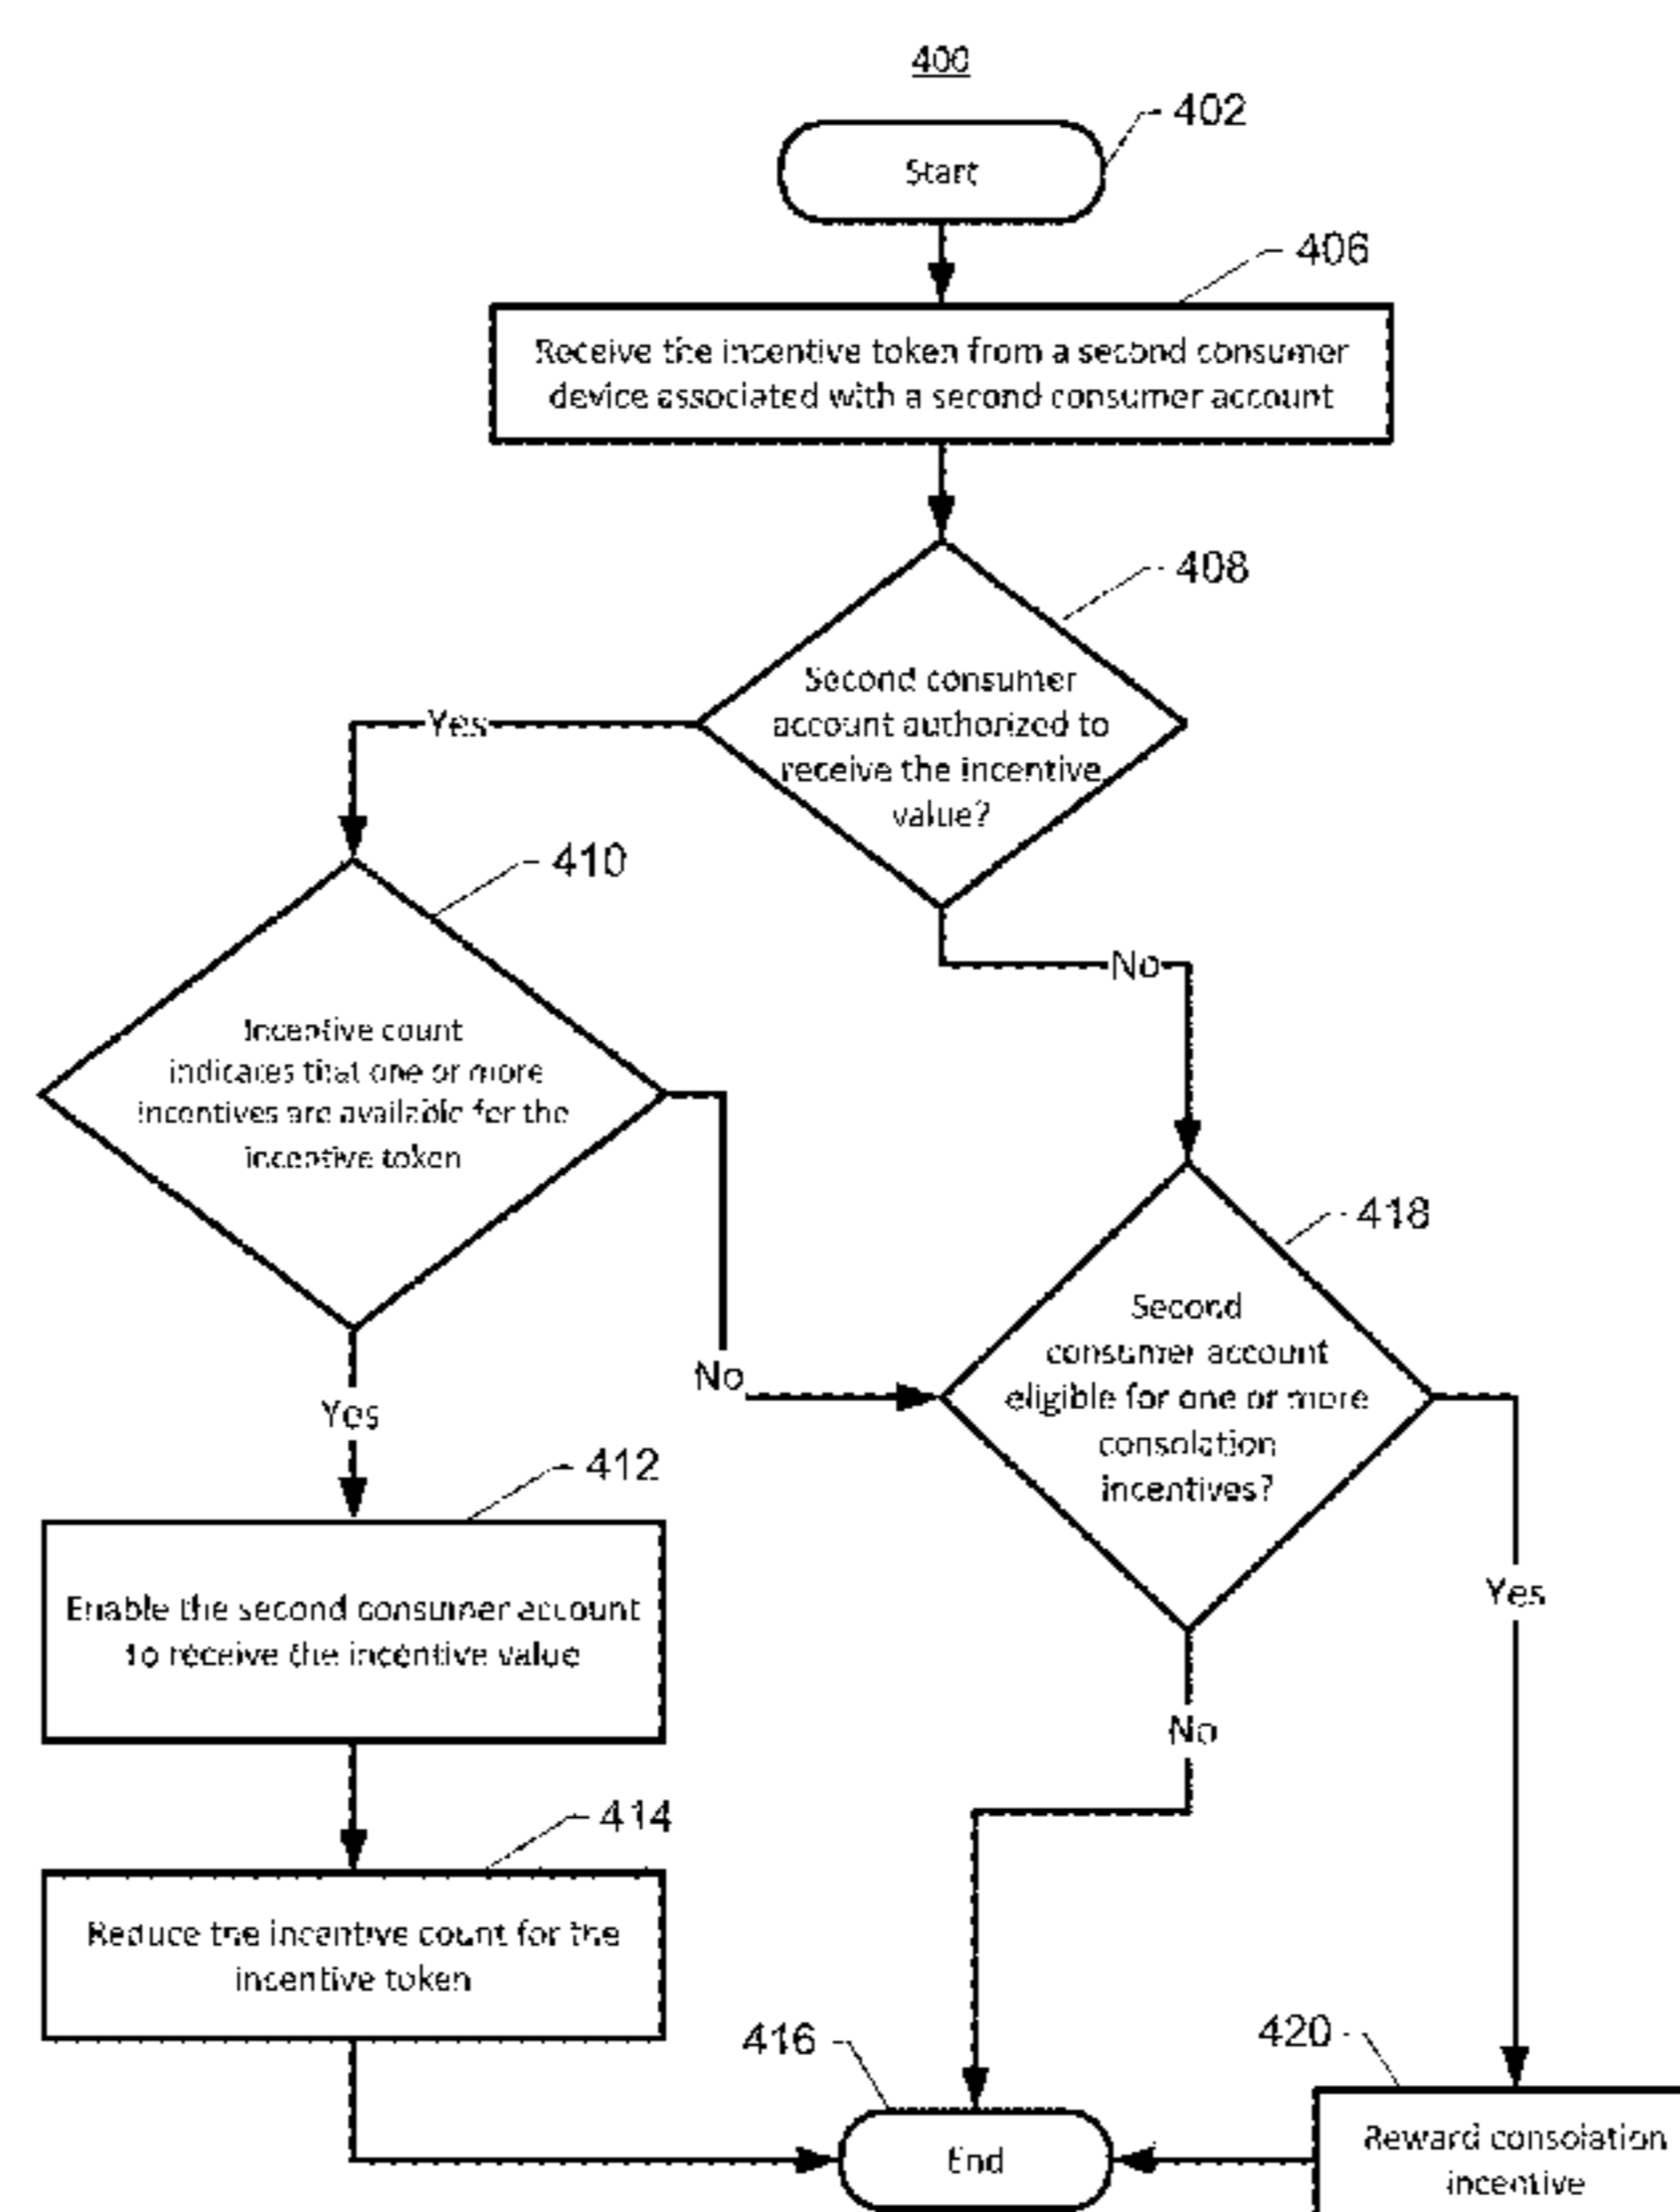 400
402
Start
406
Receive the incentive token from a second consumer
device associated with a second consumer account
408
Second consumer
account authorized to
receive the incentive
value?
Yes
No
410
Incentive count
indicates that one or more
incentives are available for the
incentive token
No
Yes
418
Second
consumer account
eligible for one or more
consolation
incentives?
Yes
No
412
Enable the second consumer account
to receive the incentive value
414
Reduce the incentive count for the
incentive token
416
End
420
Reward consolation
incentive